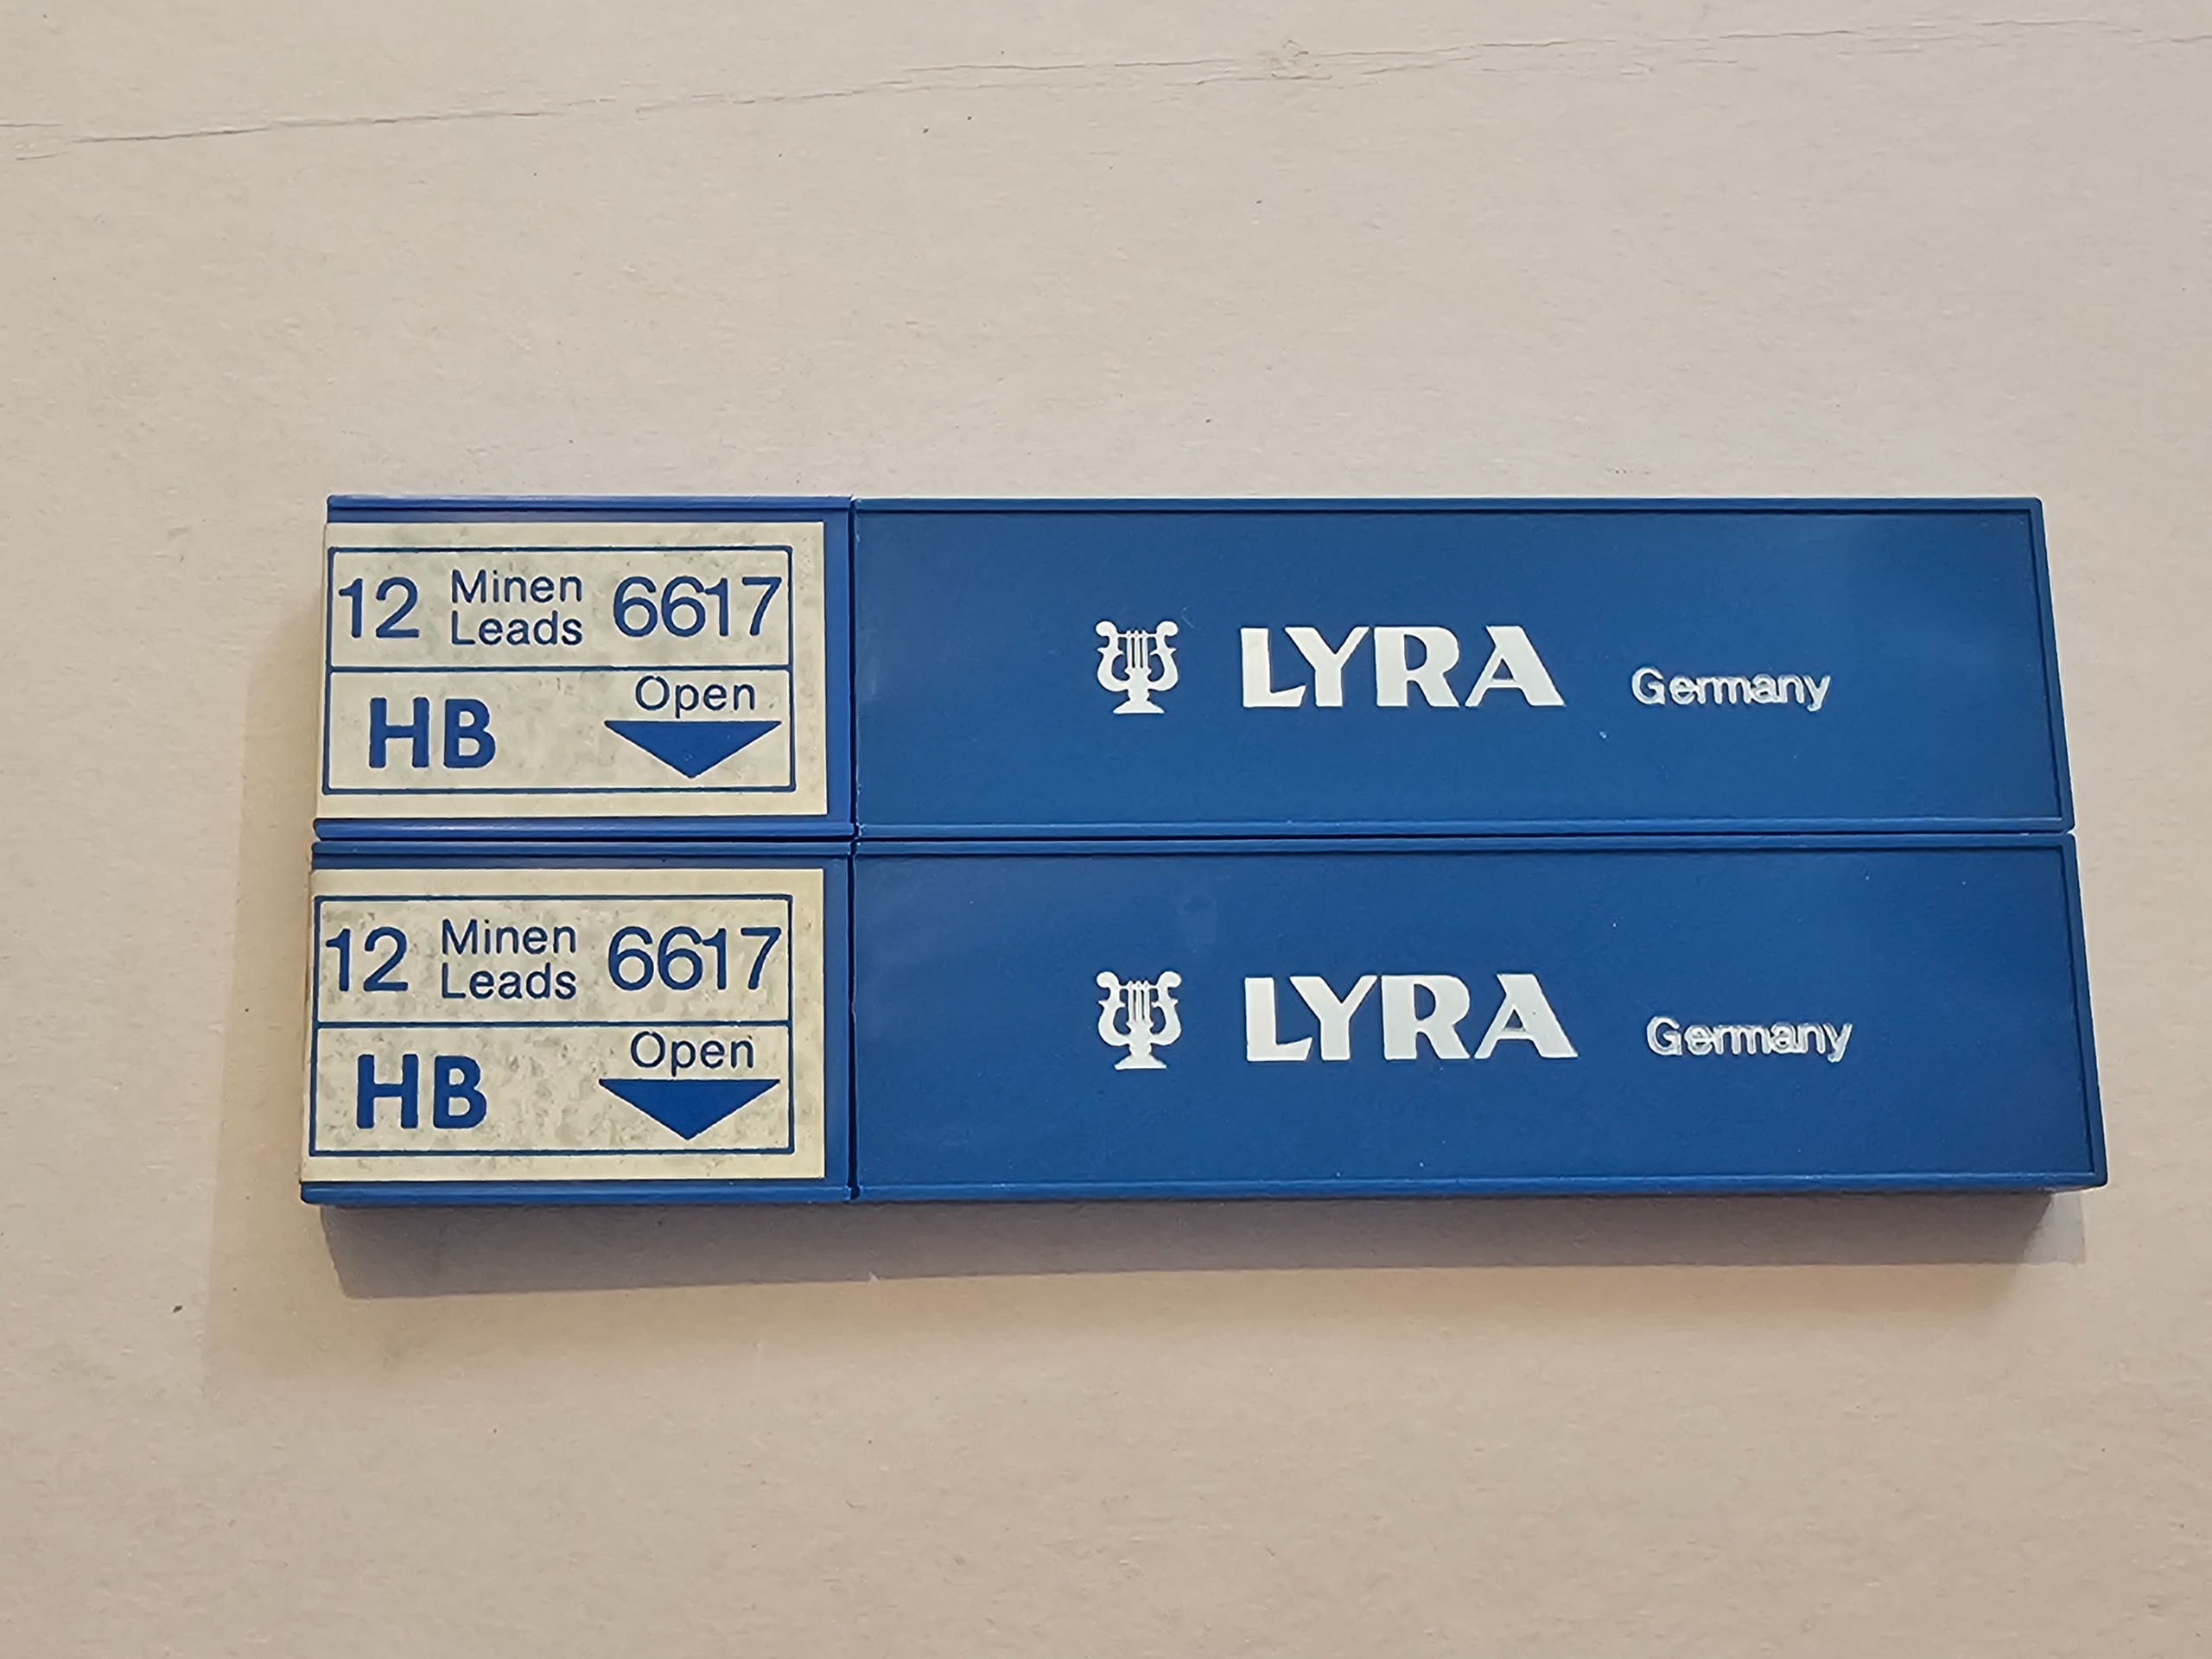 12 Minen Leads 6617
HB Open
LYRA Germany
12 Minen Leads 6617
HB Open
LYRA Germany